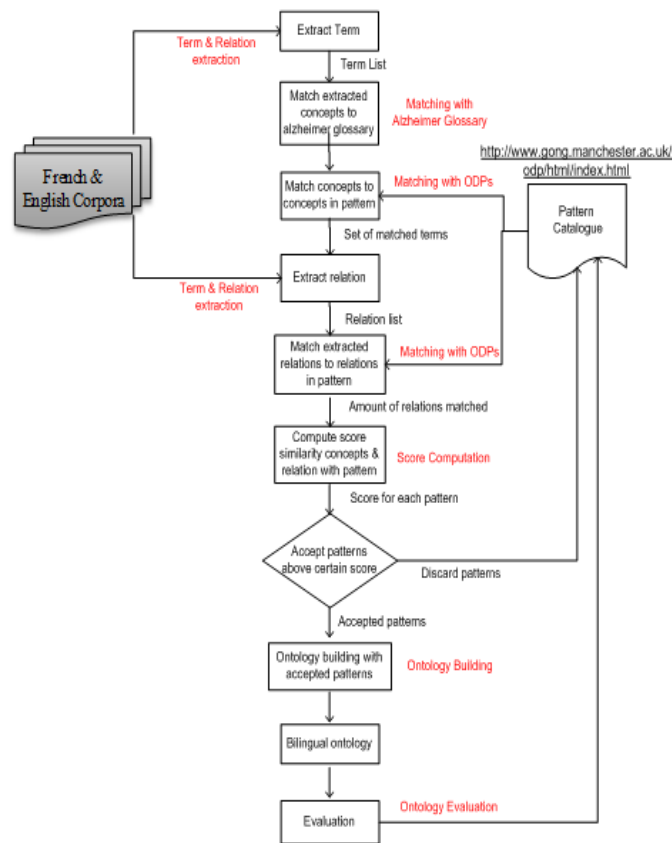 Extract Term
Term & Relation
extraction
Term List
Match extracted
concepts to
alzheimer glossary
Matching with
Alzheimer Glossary
http://www.gong.manchester.ac.uk/
odp/html/index.html
French &
English Corpora
Match concepts to
concepts in pattern
Matching with ODPs
Pattern
Catalogue
Set of matched terms
Extract relation
Term & Relation
extraction
Relation list
Match extracted
relations to relations
in pattern
Matching with ODPs
Amount of relations matched
Compute score
similarity concepts &
relation with pattern
Score Computation
Score for each pattern
Accept patterns
above certain score
Discard patterns
Accepted patterns
Ontology building with
accepted patterns
Ontology Building
Bilingual ontology
Evaluation
Ontology Evaluation